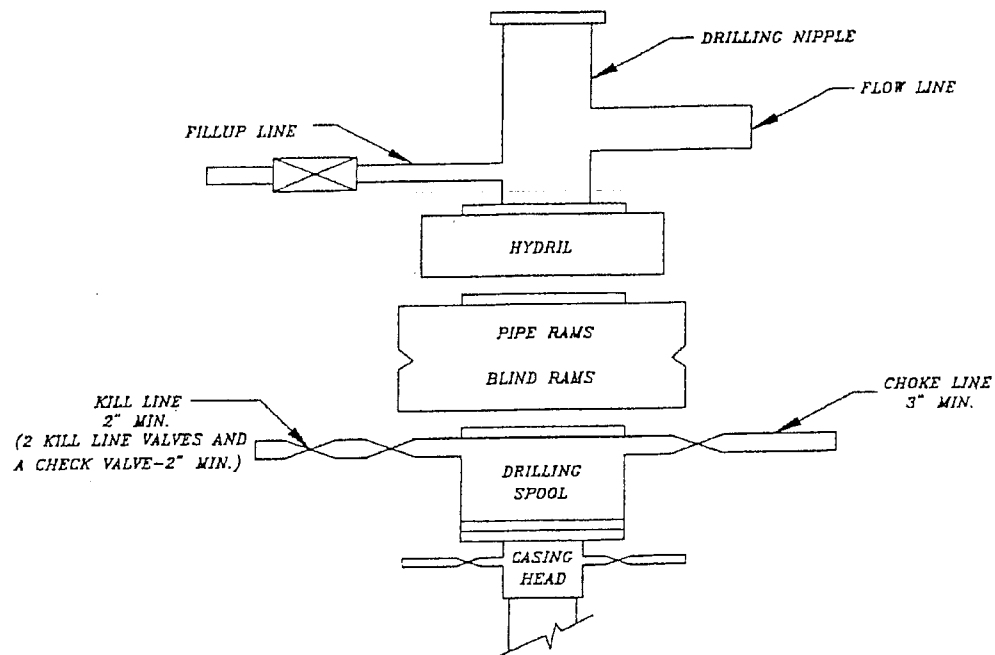 DRILLING NIPPLE
FLOW LINE
FILLUP LINE
HYDRIL
PIPE RAMS
BLIND RAMS
CHOKE LINE
3" MIN.
KILL LINE
2" MIN.
(2 KILL LINE VALVES AND
A CHECK VALVE-2" MIN.)
DRILLING
SPOOL
CASING
HEAD